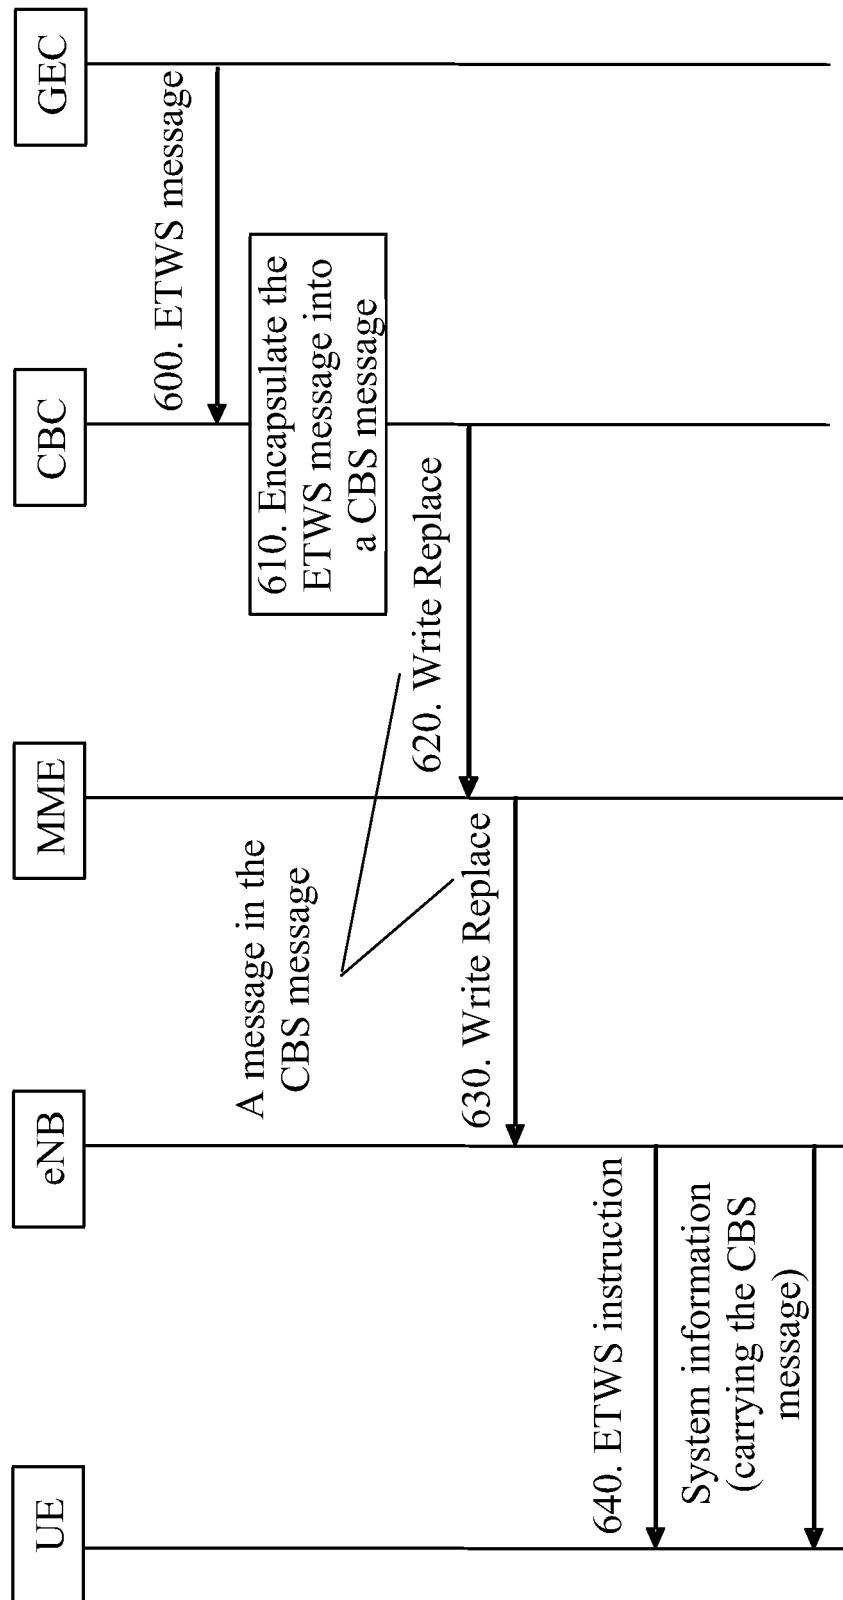 UE
eNB
MME
CBC
GEC
600. ETWS message
610. Encapsulate the
ETWS message into
a CBS message
A message in the
CBS message
620. Write Replace
630. Write Replace
640. ETWS instruction
System information
(carrying the CBS
message)